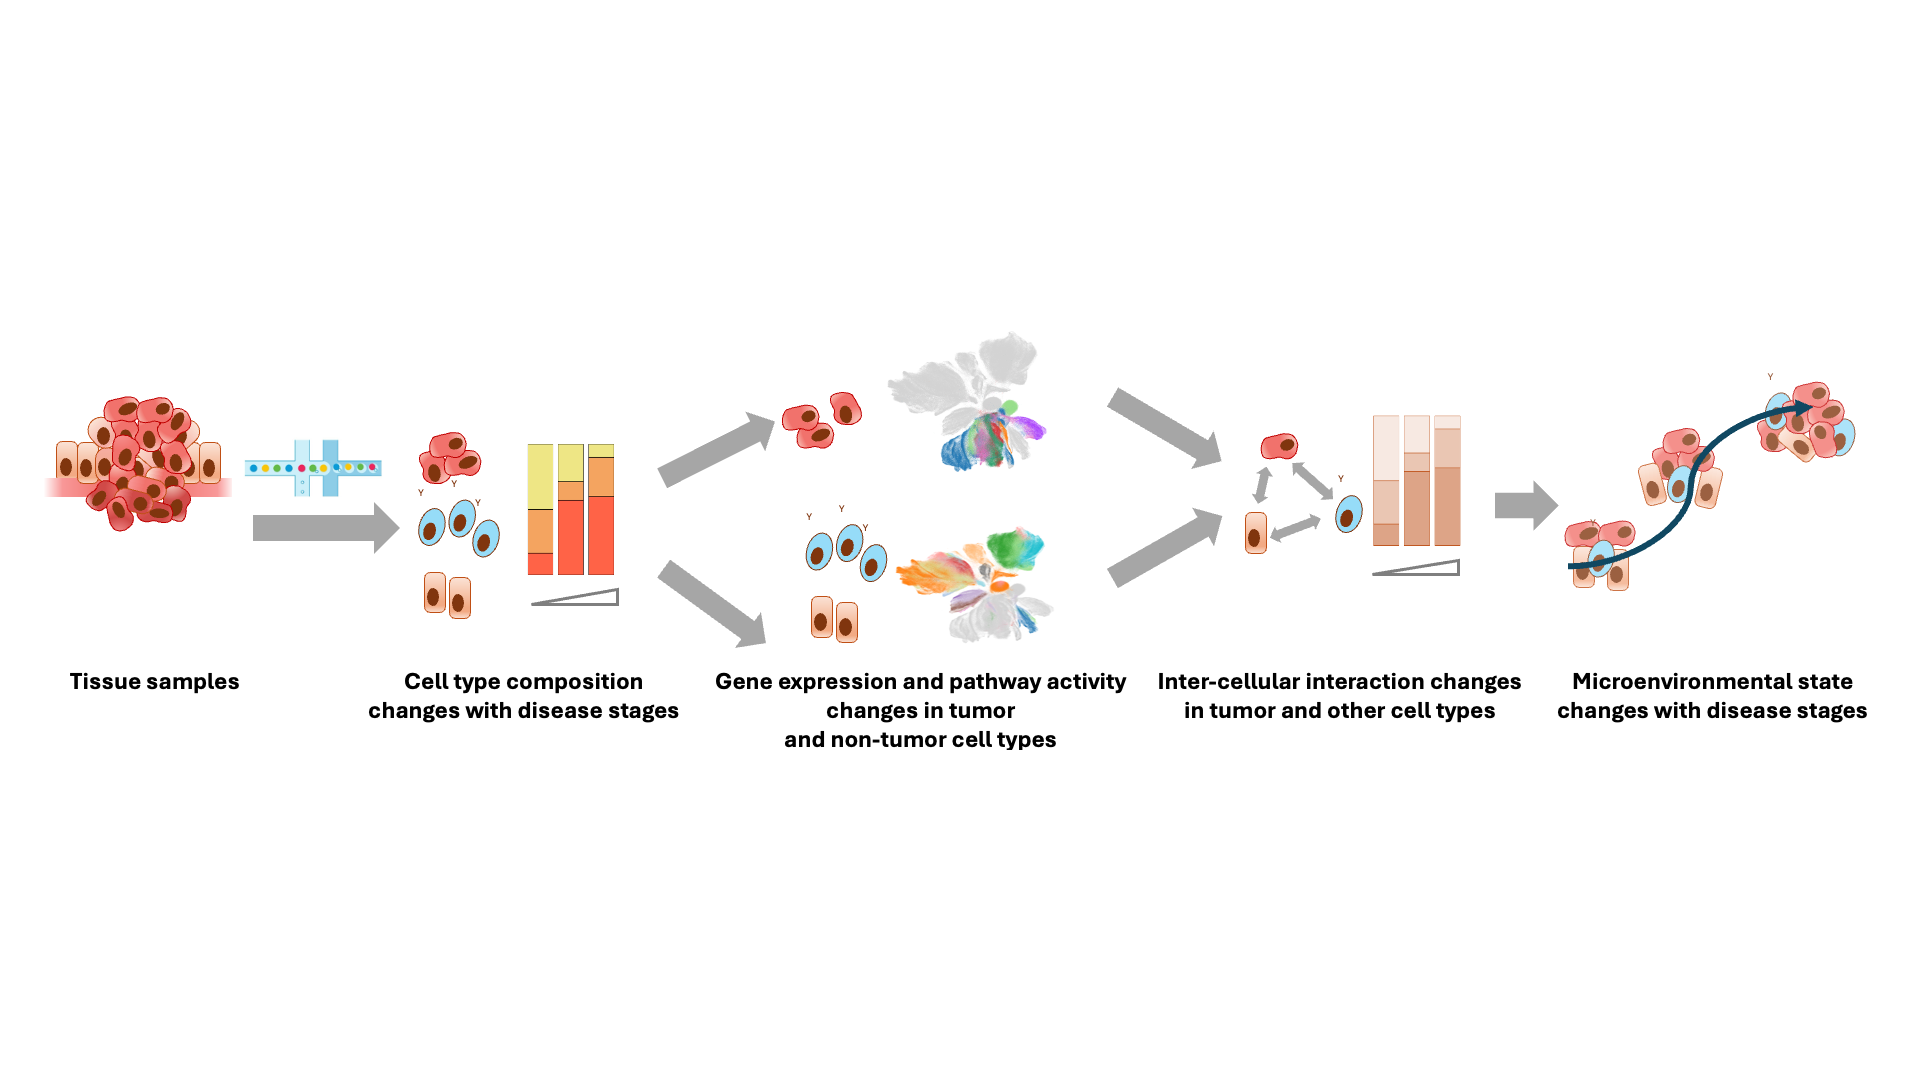 Tissue samples
Cell type composition
changes with disease stages
Gene expression and pathway activity
changes in tumor
and non-tumor cell types
Inter-cellular interaction changes
in tumor and other cell types
Microenvironmental state
changes with disease stages